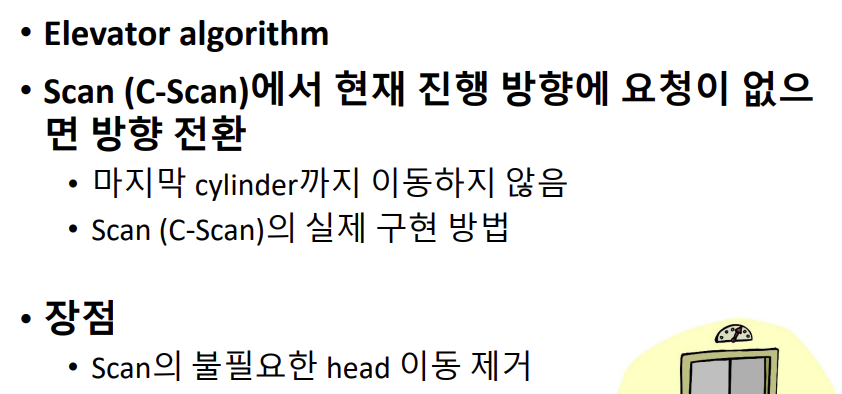 • Elevator algorithm
• Scan (C-Scan)에서 현재 진행 방향에 요청이 없으
면 방향 전환
• 마지막 cylinder까지 이동하지 않음
• Scan (C-Scan)의 실제 구현 방법
• 장점
• Scan의 불필요한 head 이동 제거